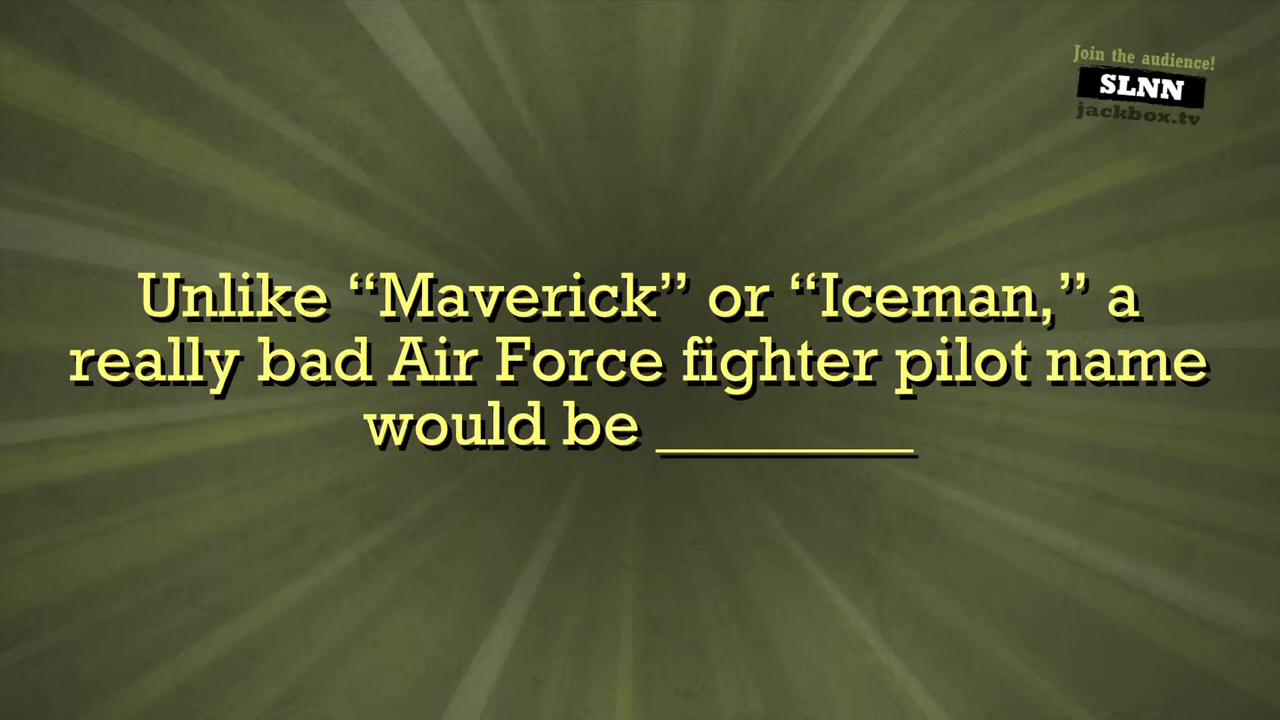 Join the audience!
SLNN
jackbox.tv
Unlike “Maverick” or “Iceman,” a
really bad Air Force fighter pilot name
would be ________